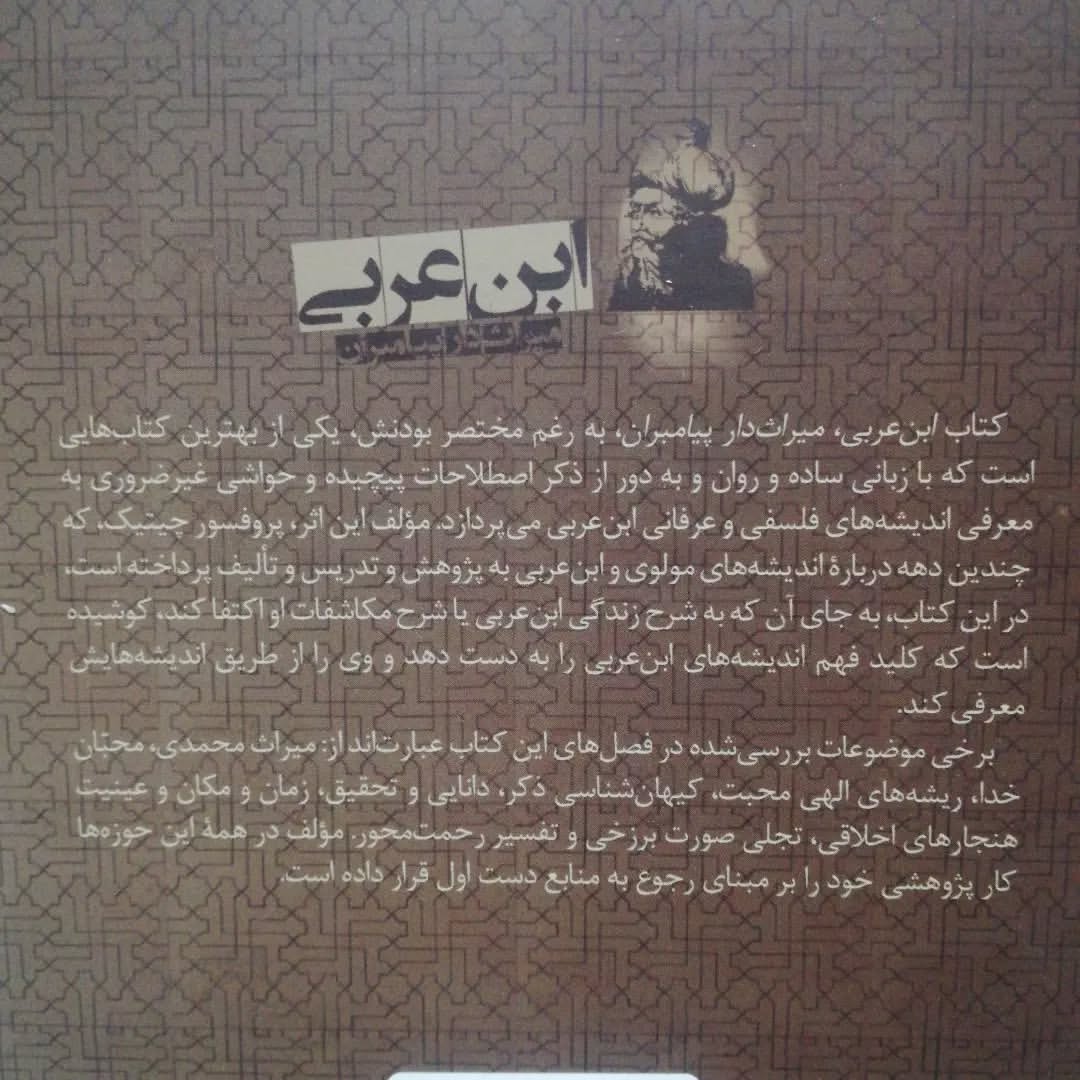 ابن عربی
میراث‌دار پیامبران
کتاب ابن‌عربی، میراث‌دار پیامبران، به رغم مختصر بودنش، یکی از بهترین کتاب‌هایی
است که با زبانی ساده و روان و به دور از ذکر اصطلاحات پیچیده و حواشی غیرضروری به
معرفی اندیشه‌های فلسفی و عرفانی ابن‌عربی می‌پردازد. مؤلف این اثر، پروفسور چیتیک، که
چندین دهه دربارهٔ اندیشه‌های مولوی و ابن‌عربی به پژوهش و تدریس و تألیف پرداخته است،
در این کتاب، به جای آن که به شرح زندگی ابن‌عربی یا شرح مکاشفات او اکتفا کند، کوشیده
است که کلید فهم اندیشه‌های ابن‌عربی را به دست دهد و وی را از طریق اندیشه‌هایش
معرفی کند.
برخی موضوعات بررسی‌شده در فصل‌های این کتاب عبارت‌اند از: میراث محمدی، محبّان
خدا، ریشه‌های الهی محبت، کیهان‌شناسی ذکر، دانایی و تحقیق، زمان و مکان و عینیت
هنجارهای اخلاقی، تجلی صورت برزخی و تفسیر رحمت‌محور. مؤلف در همهٔ این حوزه‌ها
کار پژوهشی خود را بر مبنای رجوع به منابع دست اول قرار داده است.